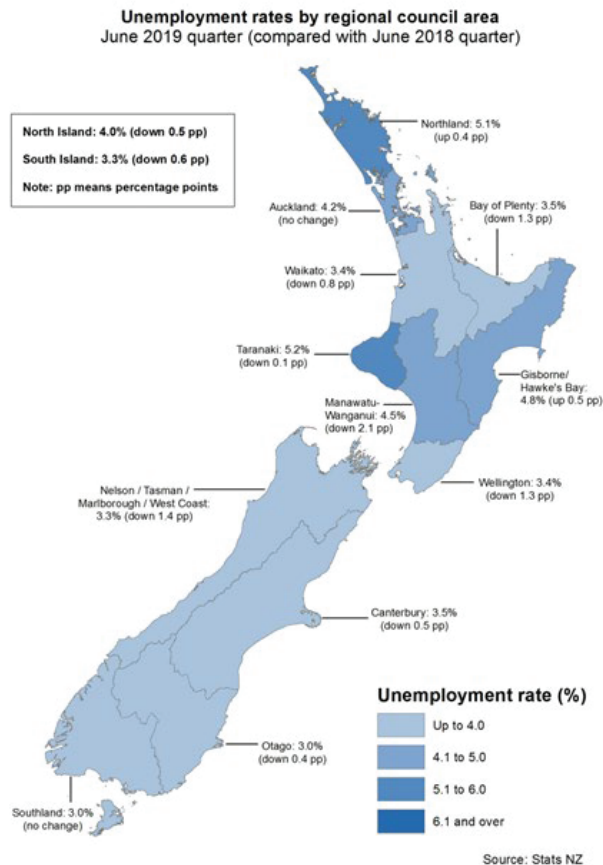 Unemployment rates by regional council area
June 2019 quarter (compared with June 2018 quarter)
North Island: 4.0% (down 0.5 pp)
South Island: 3.3% (down 0.6 pp)
Note: pp means percentage points
Northland: 5.1%
(up 0.4 pp)
Auckland: 4.2%
(no change)
Bay of Plenty: 3.5%
(down 1.3 pp)
Waikato: 3.4%
(down 0.8 pp)
Taranaki: 5.2%
(down 0.1 pp)
Gisborne/
Hawke's Bay:
4.8% (up 0.5 pp)
Manawatu-
Wanganui: 4.5%
(down 2.1 pp)
Nelson / Tasman /
Marlborough / West Coast:
3.3% (down 1.4 pp)
Wellington: 3.4%
(down 1.3 pp)
Canterbury: 3.5%
(down 0.5 pp)
Otago: 3.0%
(down 0.4 pp)
Southland: 3.0%
(no change)
Unemployment rate (%)
Up to 4.0
4.1 to 5.0
5.1 to 6.0
6.1 and over
Source: Stats NZ